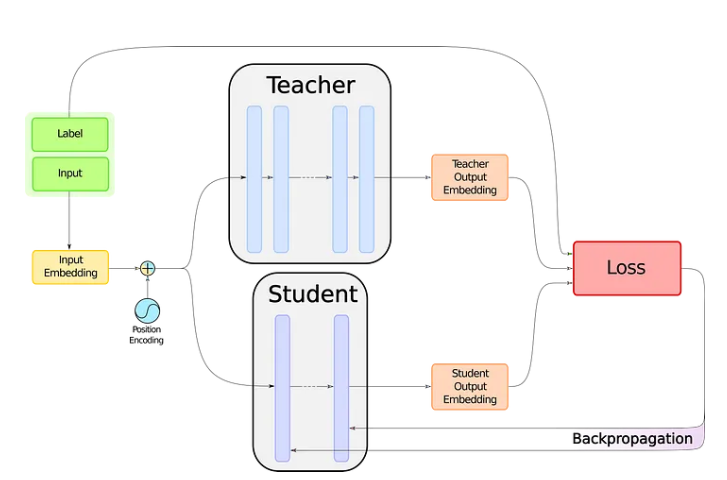 Teacher
Label
Input
Teacher
Output
Embedding
Input
Embedding
Position
Encoding
Loss
Student
Student
Output
Embedding
Backpropagation